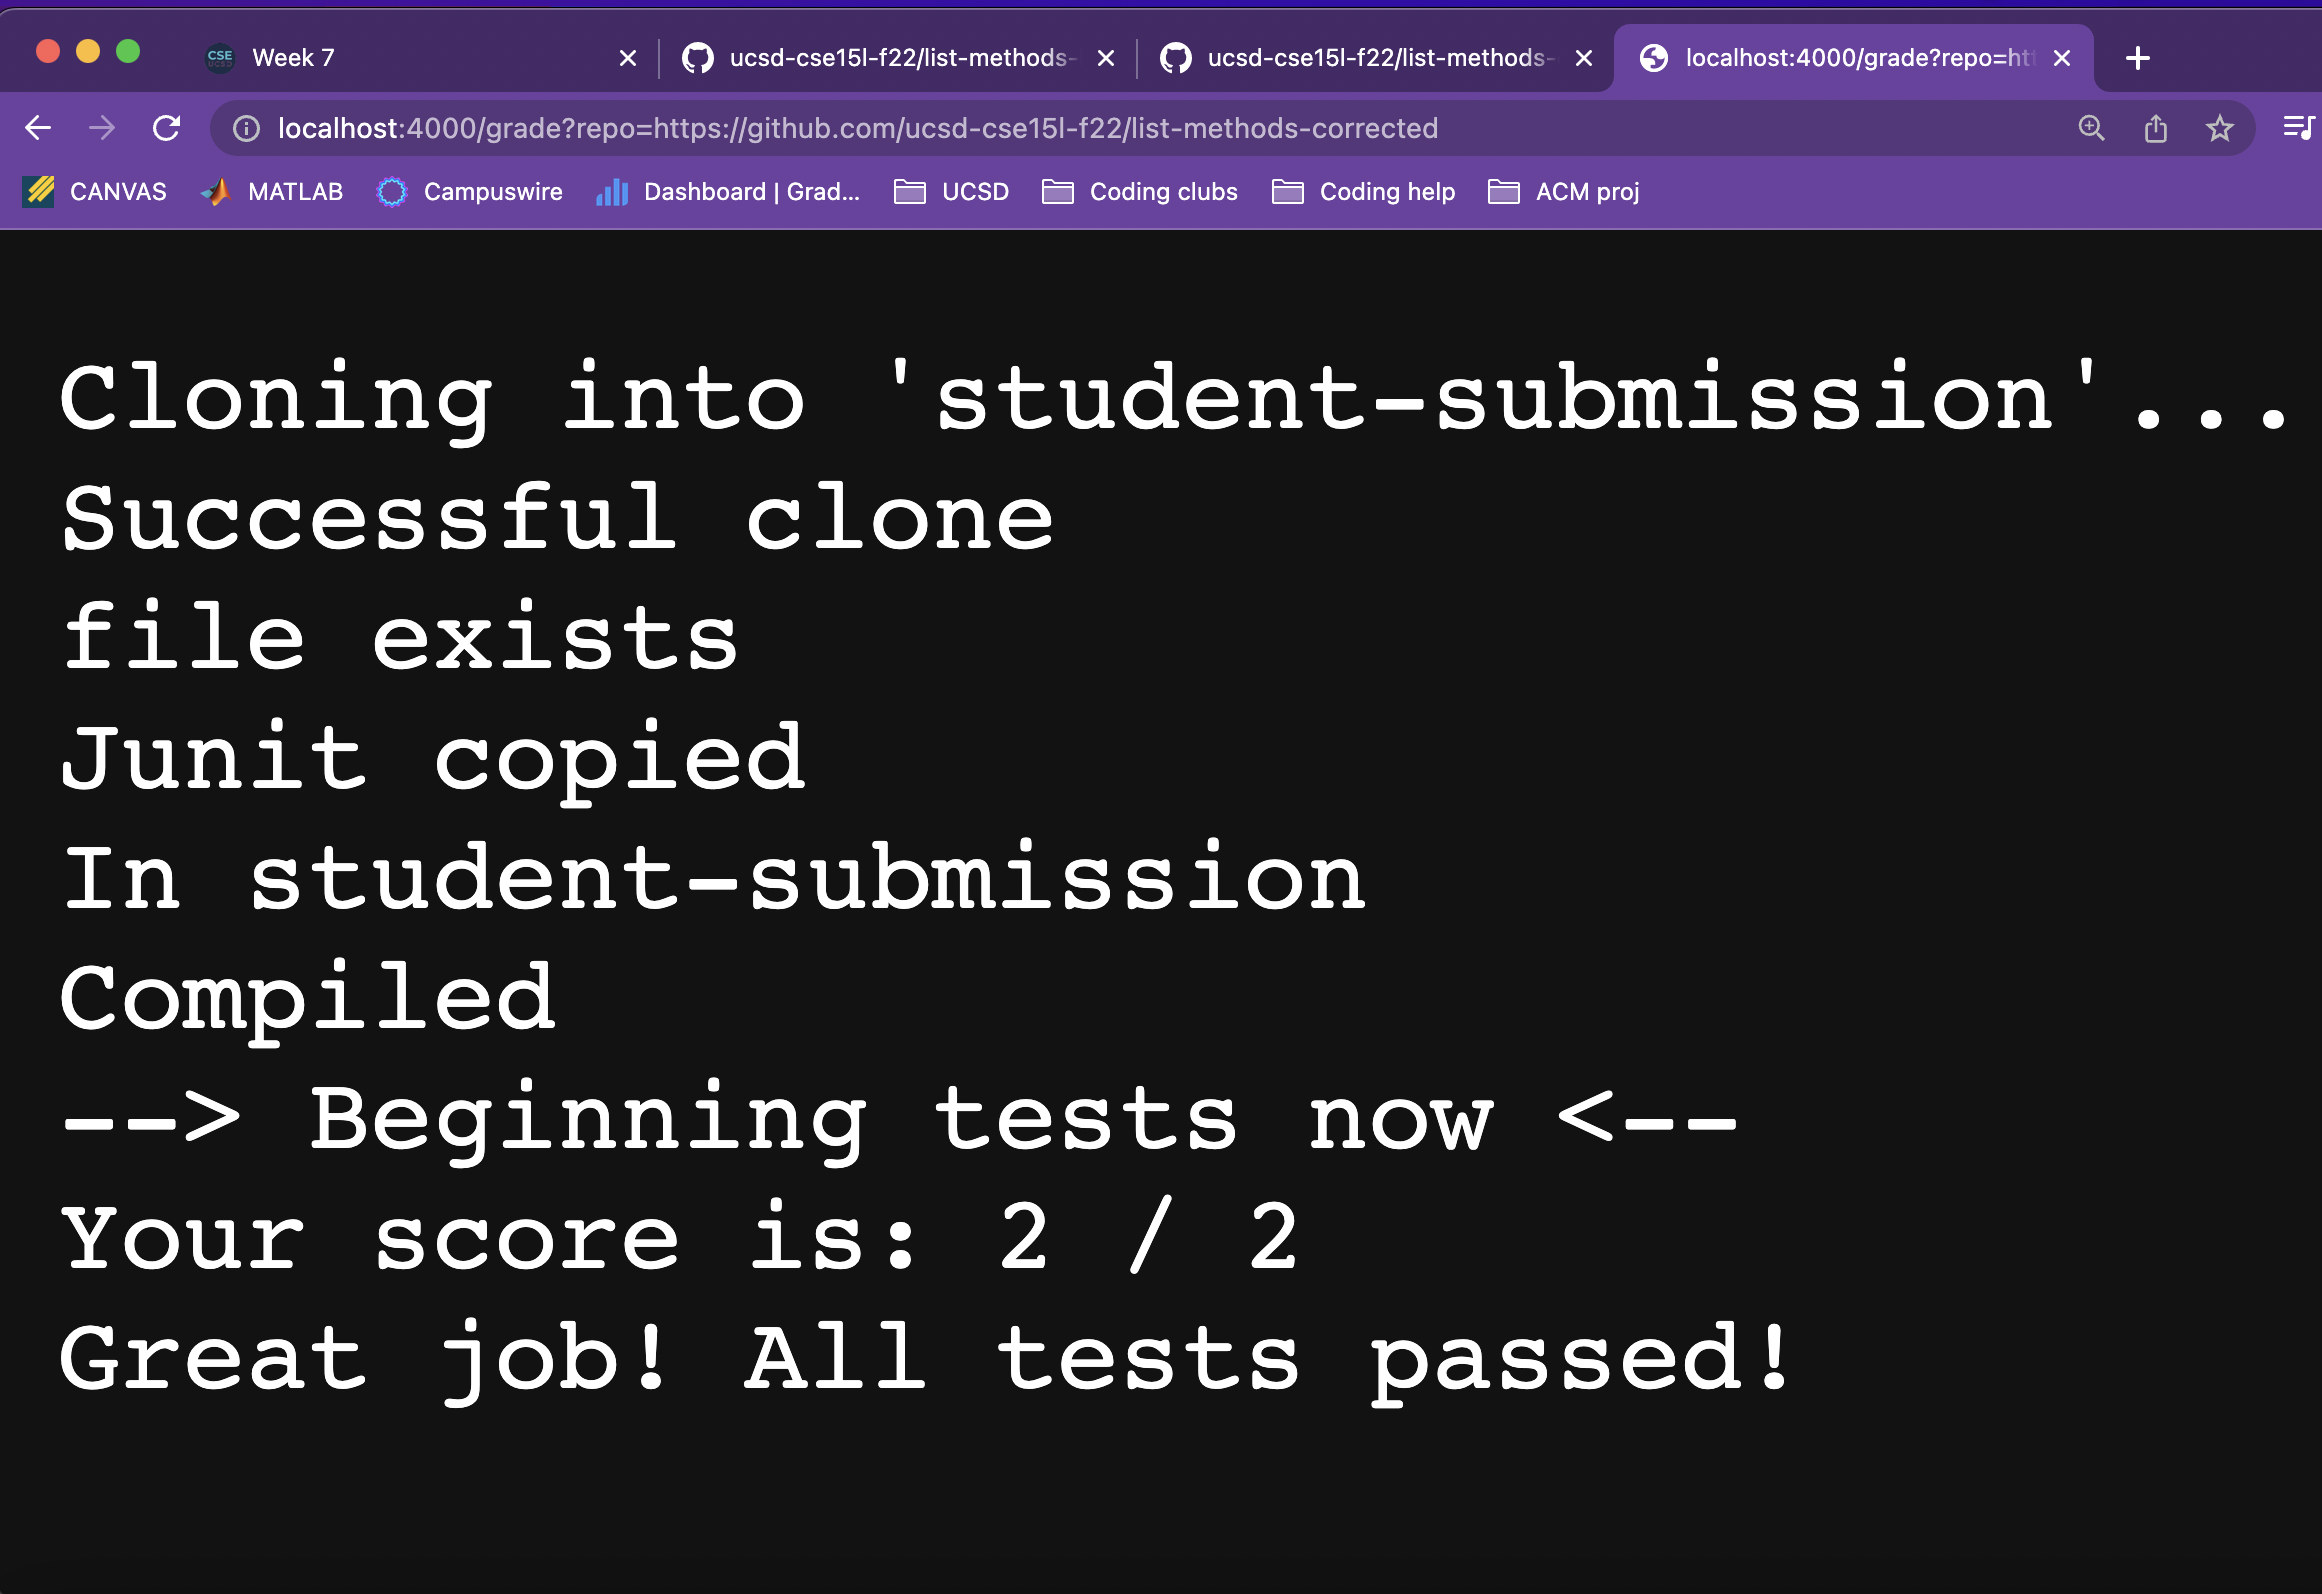 CSE UCSD Week 7
ucsd-cse15l-f22/list-methods-
ucsd-cse15l-f22/list-methods-
localhost:4000/grade?repo=htt
localhost:4000/grade?repo=https://github.com/ucsd-cse15l-f22/list-methods-corrected
CANVAS MATLAB Campuswire Dashboard | Grad... UCSD Coding clubs Coding help ACM proj
Cloning into 'student-submission'...
Successful clone
file exists
Junit copied
In student-submission
Compiled
--> Beginning tests now <--
Your score is: 2 / 2
Great job! All tests passed!